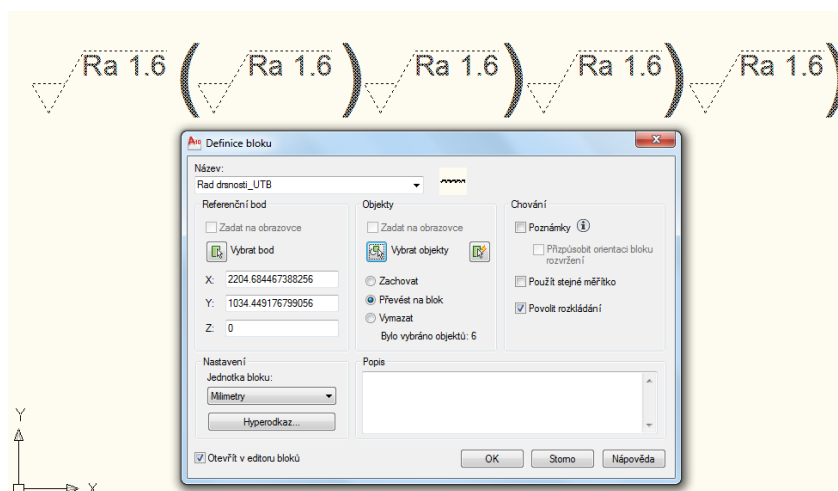 Ra 1.6 ( Ra 1.6 ) Ra 1.6 ) Ra 1.6 ) Ra 1.6 )
Definice bloku
Název:
Rad drsnosti_UTB
Referenční bod
Zadat na obrazovce
Vybrat bod
X: 2204.684467388256
Y: 1034.449176799056
Z: 0
Objekty
Zadat na obrazovce
Vybrat objekty
Zachovat
Převést na blok
Vymazat
Bylo vybráno objektů: 6
Chování
Poznámky
Přizpůsobit orientaci bloku
rozvržení
Použít stejné měřítko
Povolit rozkládání
Nastavení
Jednotka bloku:
Milimetry
Hyperodkaz...
Popis
Otevřít v editoru bloků
OK
Storno
Nápověda
Y
X